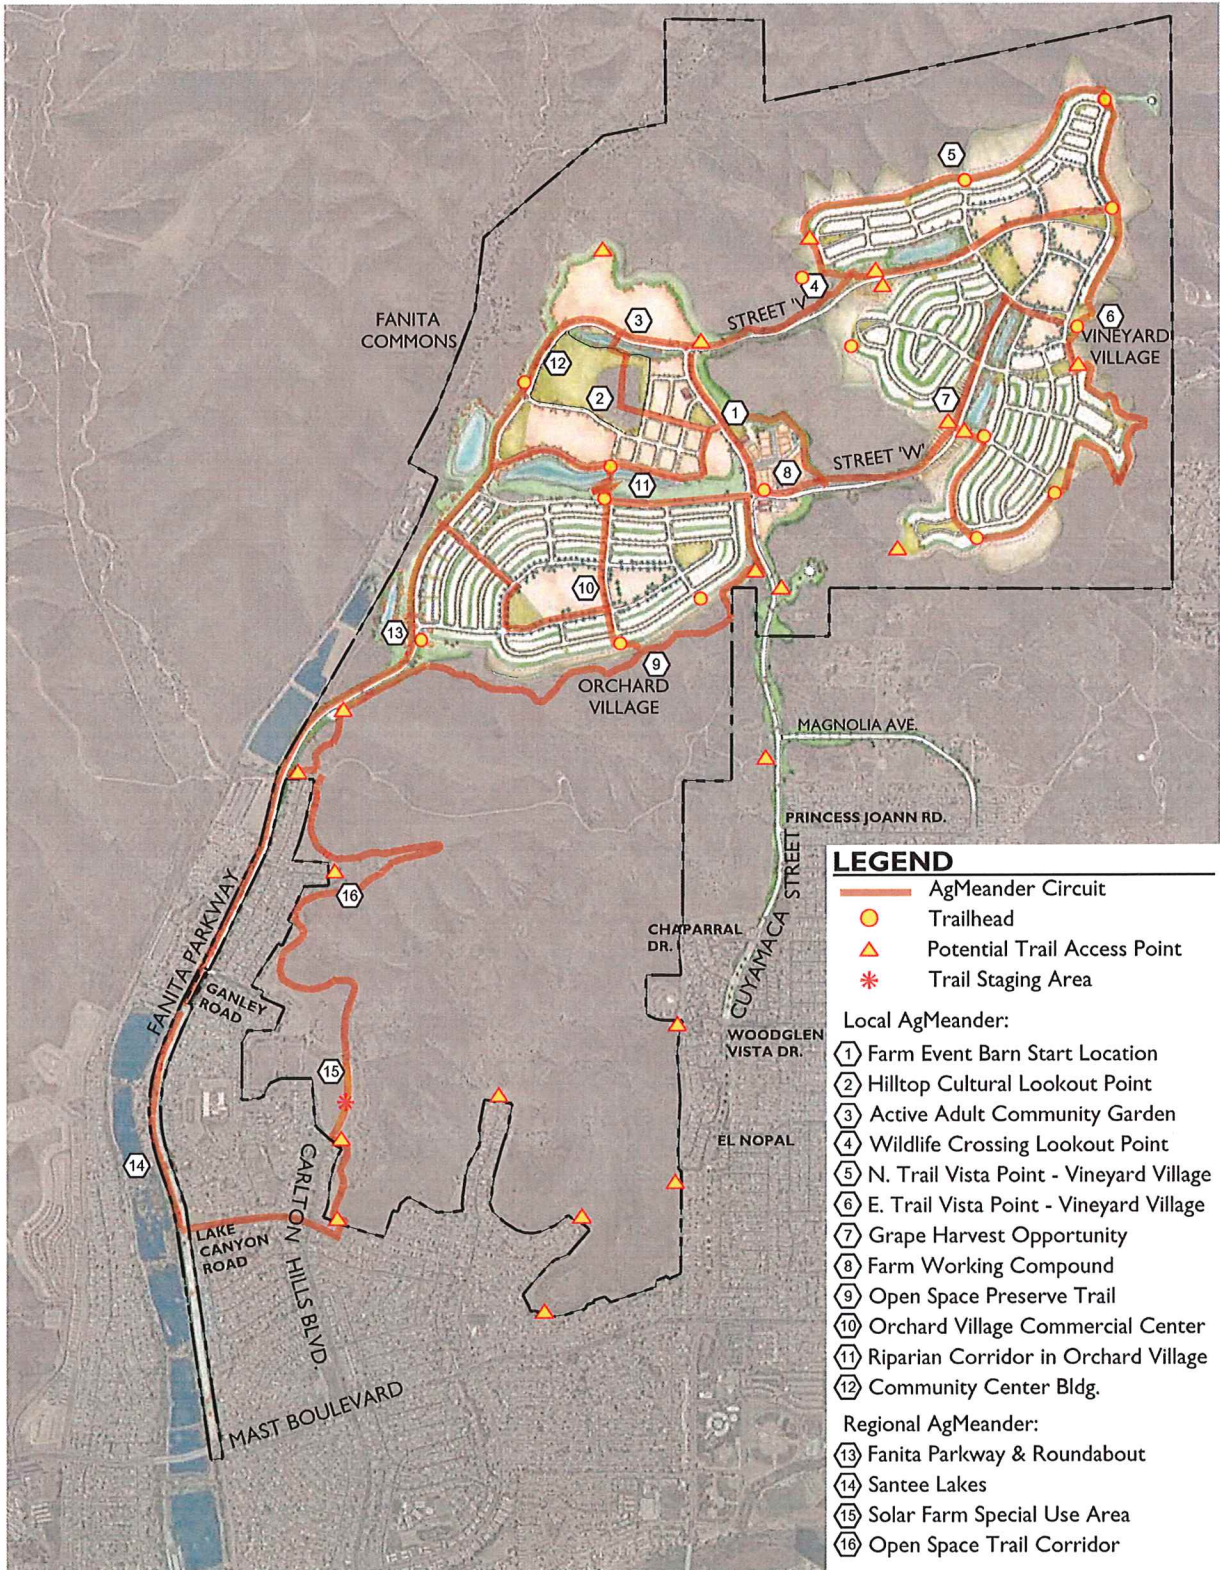 5
4
STREET 'V'
FANITA
COMMONS
3
6
VINEYARD
VILLAGE
12
2
1
7
8
STREET 'W'
11
10
13
9
ORCHARD
VILLAGE
MAGNOLIA AVE.
PRINCESS JOANN RD.
FANITA PARKWAY
16
CHAPARRAL
DR.
CUYAMACA STREET
GANLEY
ROAD
WOODGLEN
VISTA DR.
15
EL NOPAL
14
CARLTON HILLS BLVD.
LAKE
CANYON
ROAD
MAST BOULEVARD
LEGEND
AgMeander Circuit
Trailhead
Potential Trail Access Point
Trail Staging Area
Local AgMeander:
1 Farm Event Barn Start Location
2 Hilltop Cultural Lookout Point
3 Active Adult Community Garden
4 Wildlife Crossing Lookout Point
5 N. Trail Vista Point - Vineyard Village
6 E. Trail Vista Point - Vineyard Village
7 Grape Harvest Opportunity
8 Farm Working Compound
9 Open Space Preserve Trail
10 Orchard Village Commercial Center
11 Riparian Corridor in Orchard Village
12 Community Center Bldg.
Regional AgMeander:
13 Fanita Parkway & Roundabout
14 Santee Lakes
15 Solar Farm Special Use Area
16 Open Space Trail Corridor